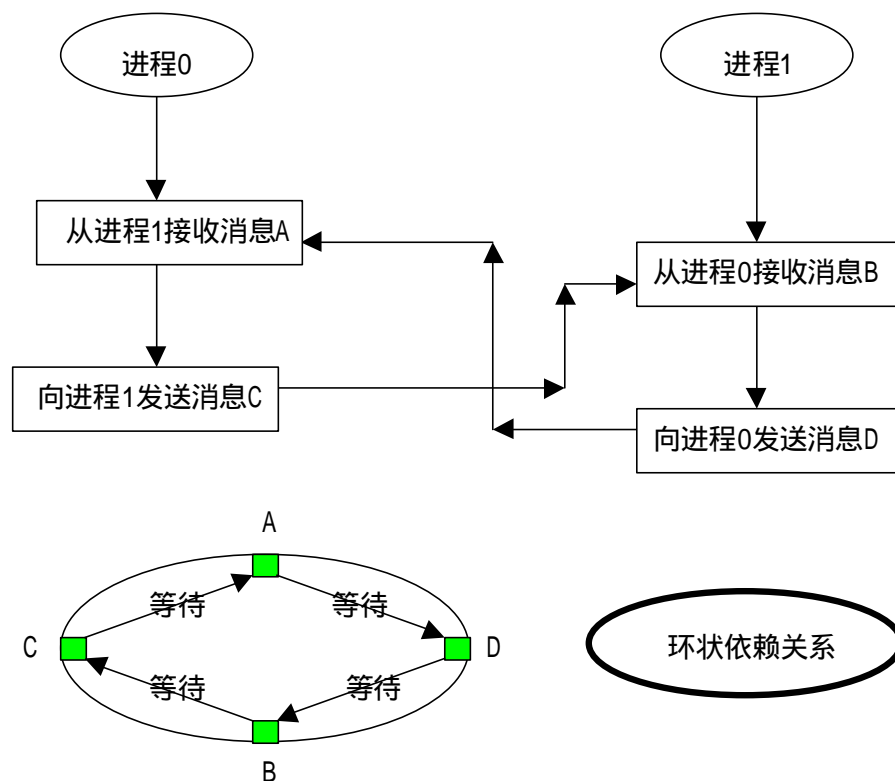 进程0
进程1
从进程1接收消息A
从进程0接收消息B
向进程1发送消息C
向进程0发送消息D
A
等待
等待
C
D
环状依赖关系
等待
等待
B